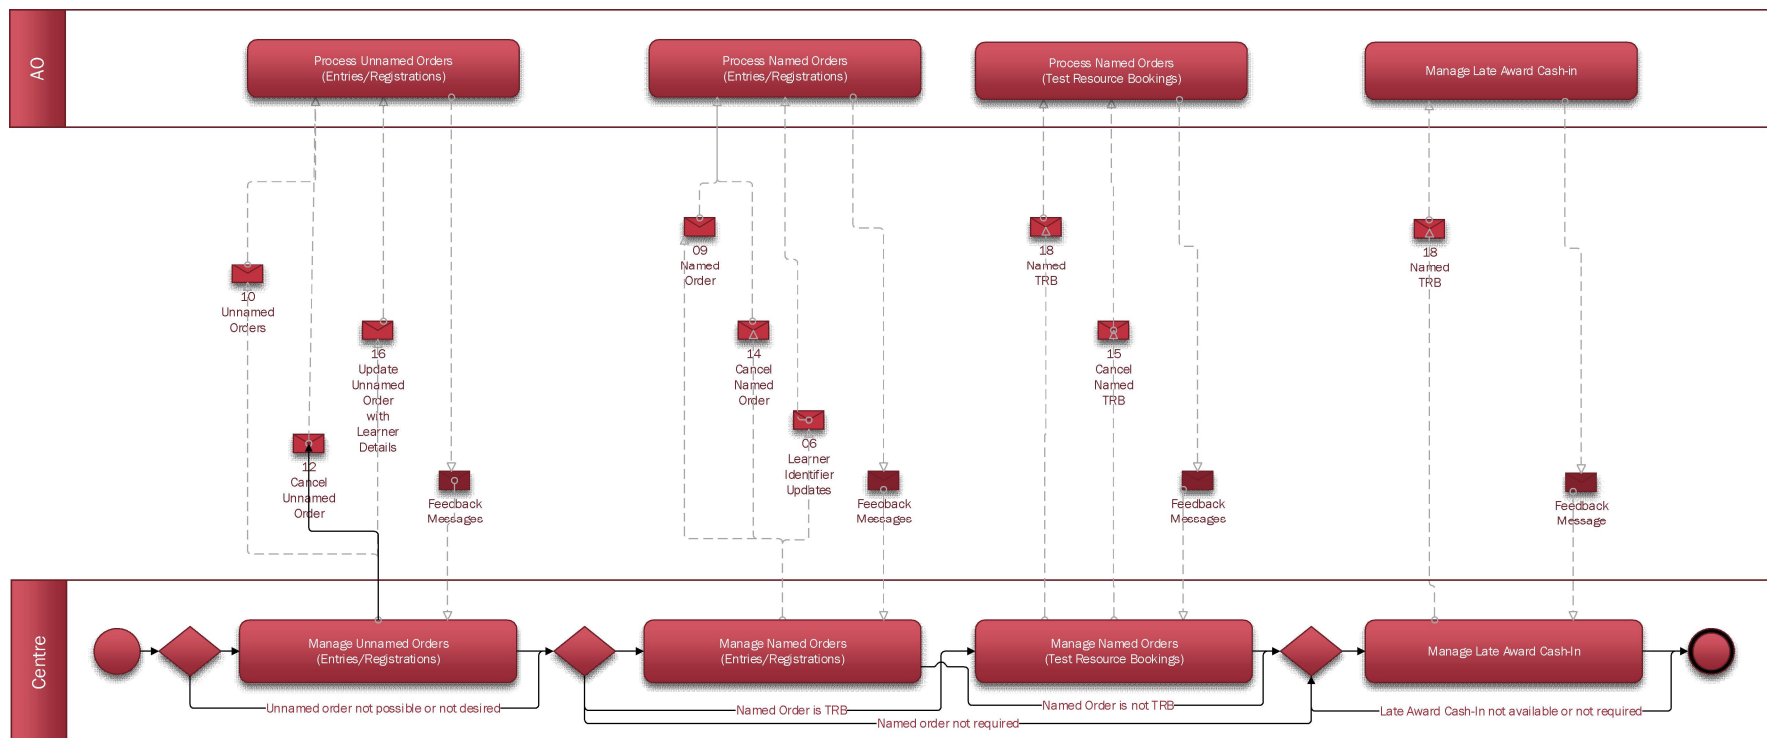 AO
Process Unnamed Orders
(Entries/Registrations)
Process Named Orders
(Entries/Registrations)
Process Named Orders
(Test Resource Bookings)
Manage Late Award Cash-in
10
Unnamed
Orders
12
Cancel
Unnamed
Order
16
Update
Unnamed
Order
with
Learner
Details
Feedback
Messages
09
Named
Order
14
Cancel
Named
Order
06
Learner
Identifier
Updates
Feedback
Messages
18
Named
TRB
15
Cancel
Named
TRB
Feedback
Messages
18
Named
TRB
Feedback
Message
Centre
Manage Unnamed Orders
(Entries/Registrations)
Manage Named Orders
(Entries/Registrations)
Manage Named Orders
(Test Resource Bookings)
Manage Late Award Cash-In
Unnamed order not possible or not desired
Named Order is TRB
Named order not required
Named Order is not TRB
Late Award Cash-In not available or not required